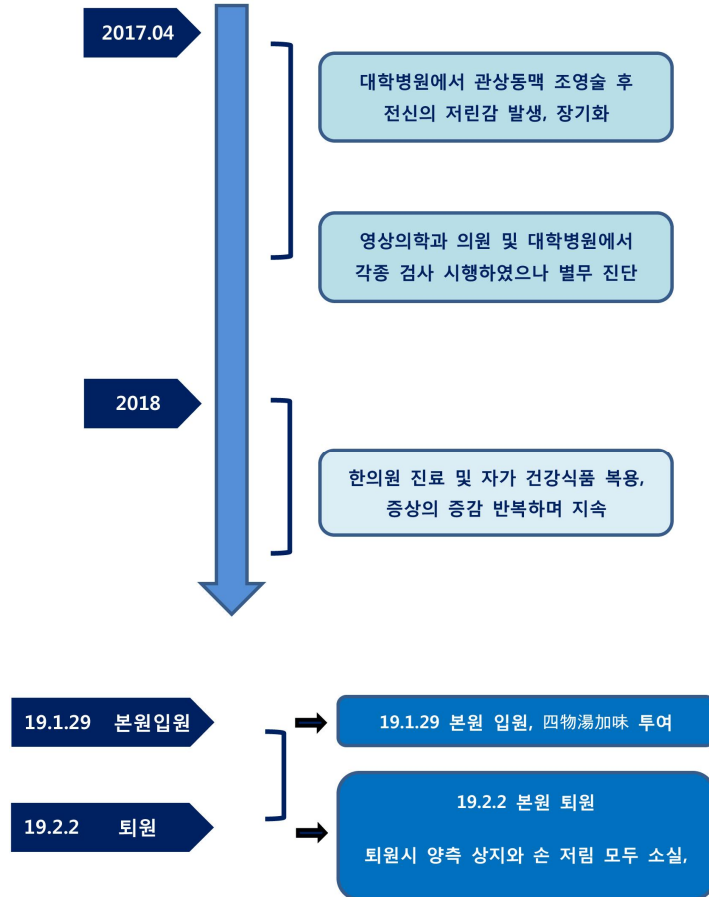 2017.04
대학병원에서 관상동맥 조영술 후
전신의 저린감 발생, 장기화
영상의학과 의원 및 대학병원에서
각종 검사 시행하였으나 별무 진단
2018
한의원 진료 및 자가 건강식품 복용,
증상의 증감 반복하며 지속
19.1.29 본원입원
19.1.29 본원 입원, 四物湯加味 투여
19.2.2 퇴원
19.2.2 본원 퇴원
퇴원시 양측 상지와 손 저림 모두 소실,